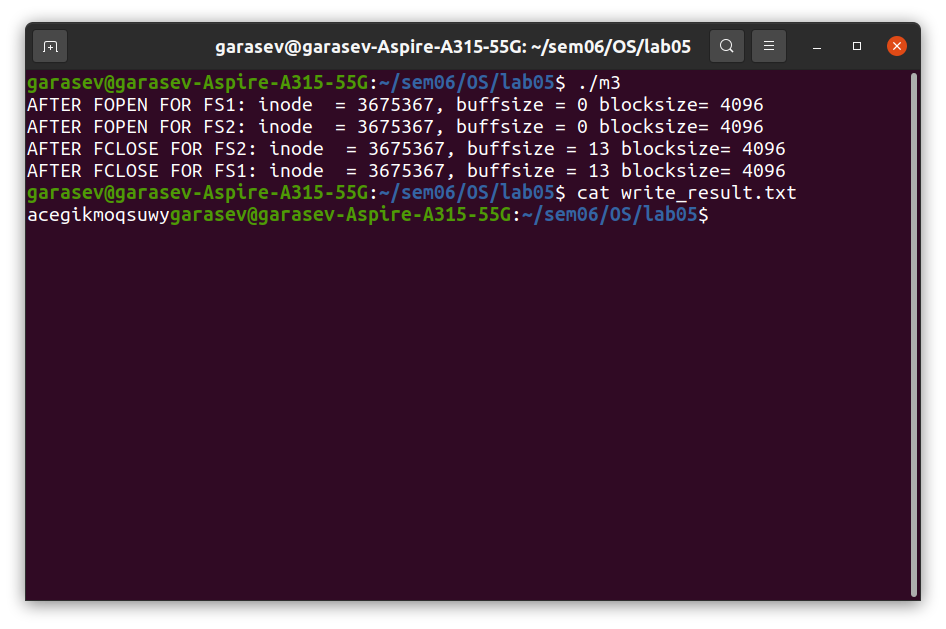 garasev@garasev-Aspire-A315-55G: ~/sem06/OS/lab05
garasev@garasev-Aspire-A315-55G:~/sem06/OS/lab05$ ./m3
AFTER FOPEN FOR FS1: inode  = 3675367, buffsize = 0 blocksize= 4096
AFTER FOPEN FOR FS2: inode  = 3675367, buffsize = 0 blocksize= 4096
AFTER FCLOSE FOR FS2: inode  = 3675367, buffsize = 13 blocksize= 4096
AFTER FCLOSE FOR FS1: inode  = 3675367, buffsize = 13 blocksize= 4096
garasev@garasev-Aspire-A315-55G:~/sem06/OS/lab05$ cat write_result.txt
acegikmoqsuwygarasev@garasev-Aspire-A315-55G:~/sem06/OS/lab05$